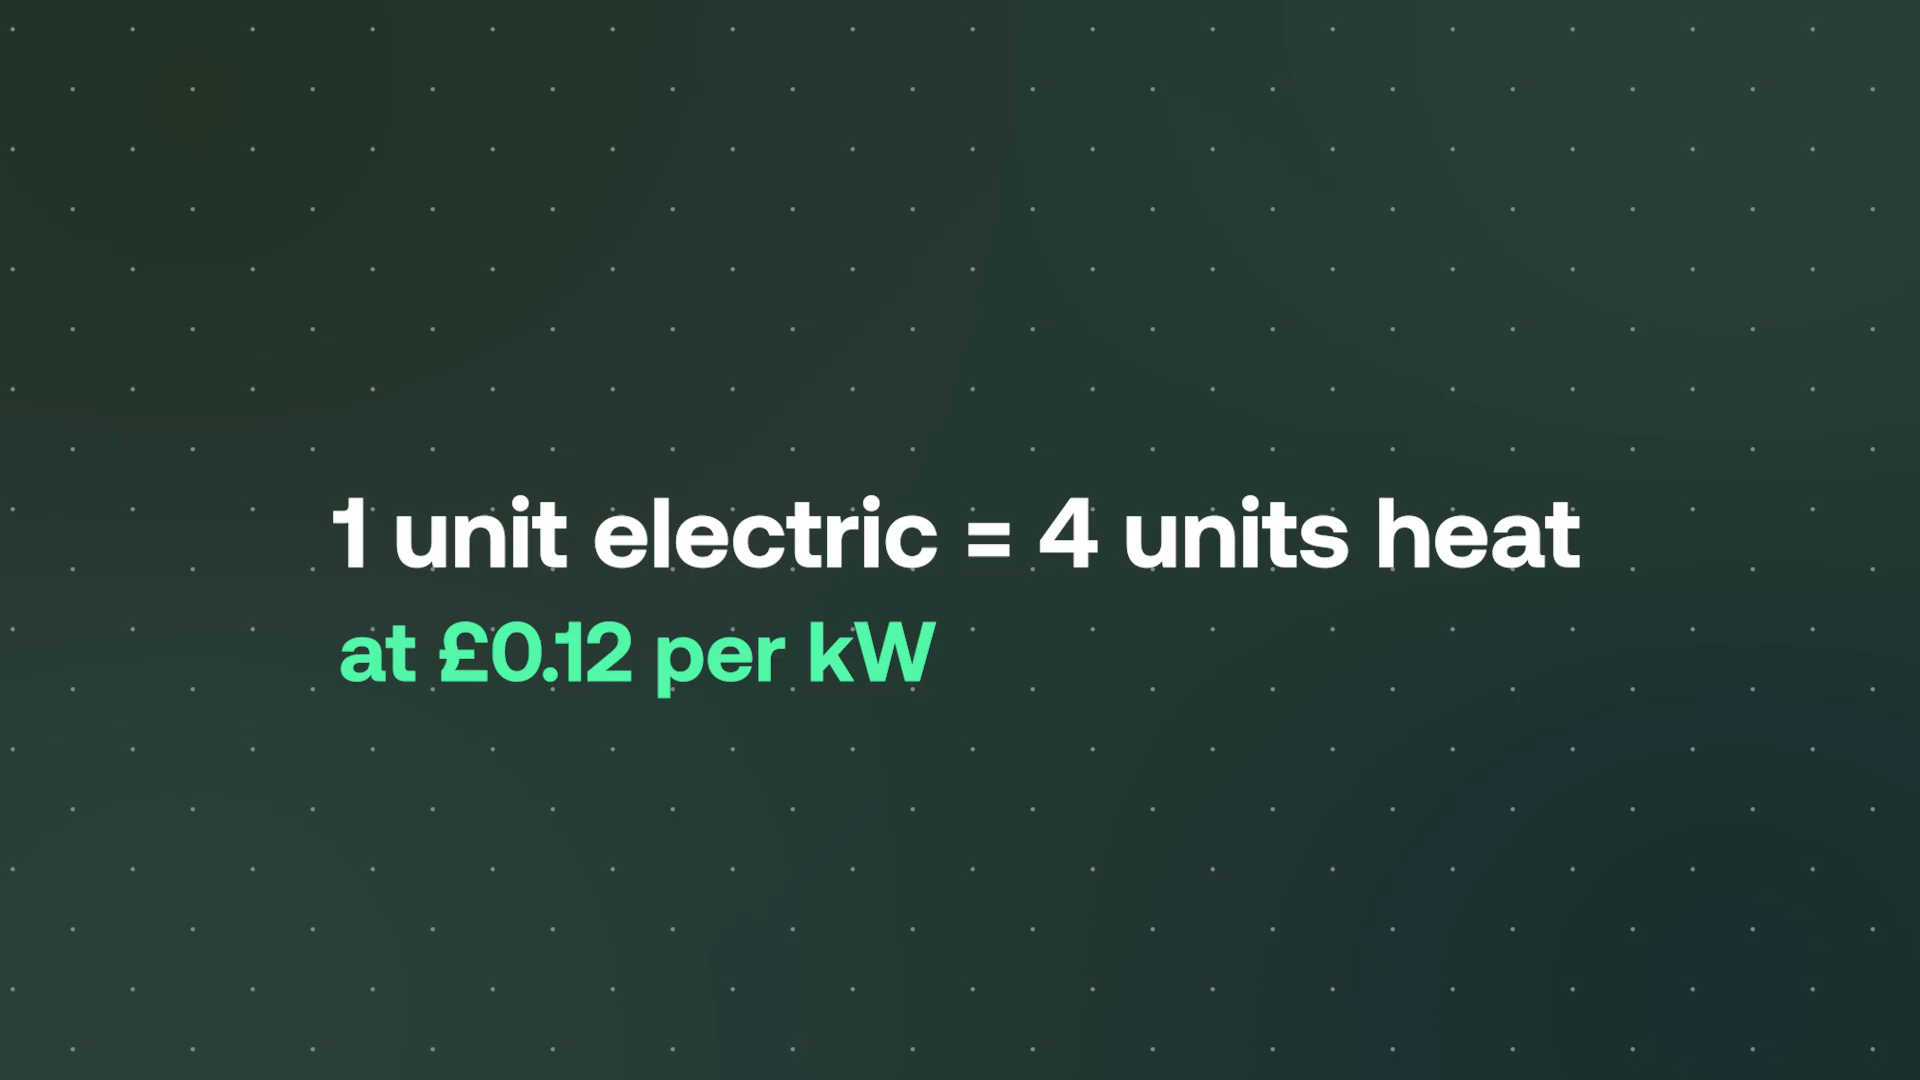 1 unit electric = 4 units heat
at £0.12 per kW